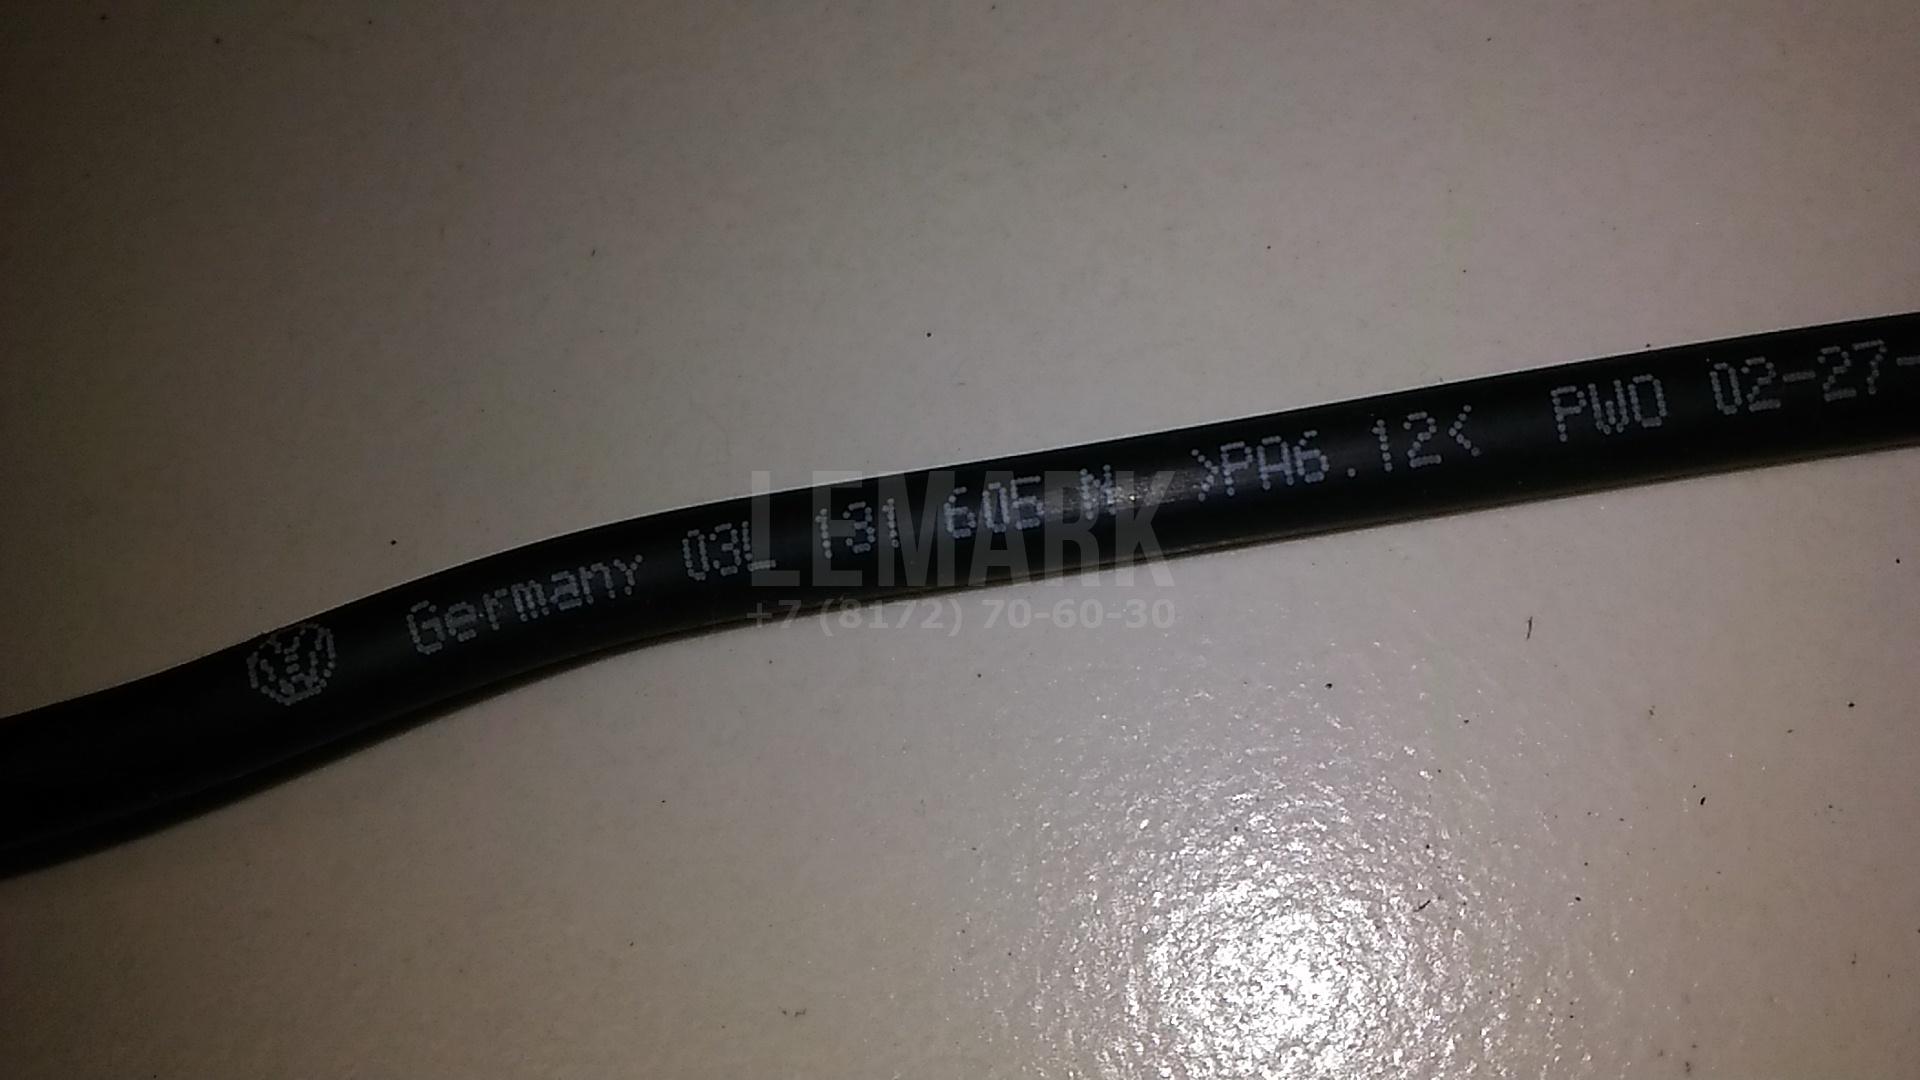 Germany 03L 131 605 M >PA6.12< PWO 02-27-
LEMARK
+7 (8172) 70-60-30